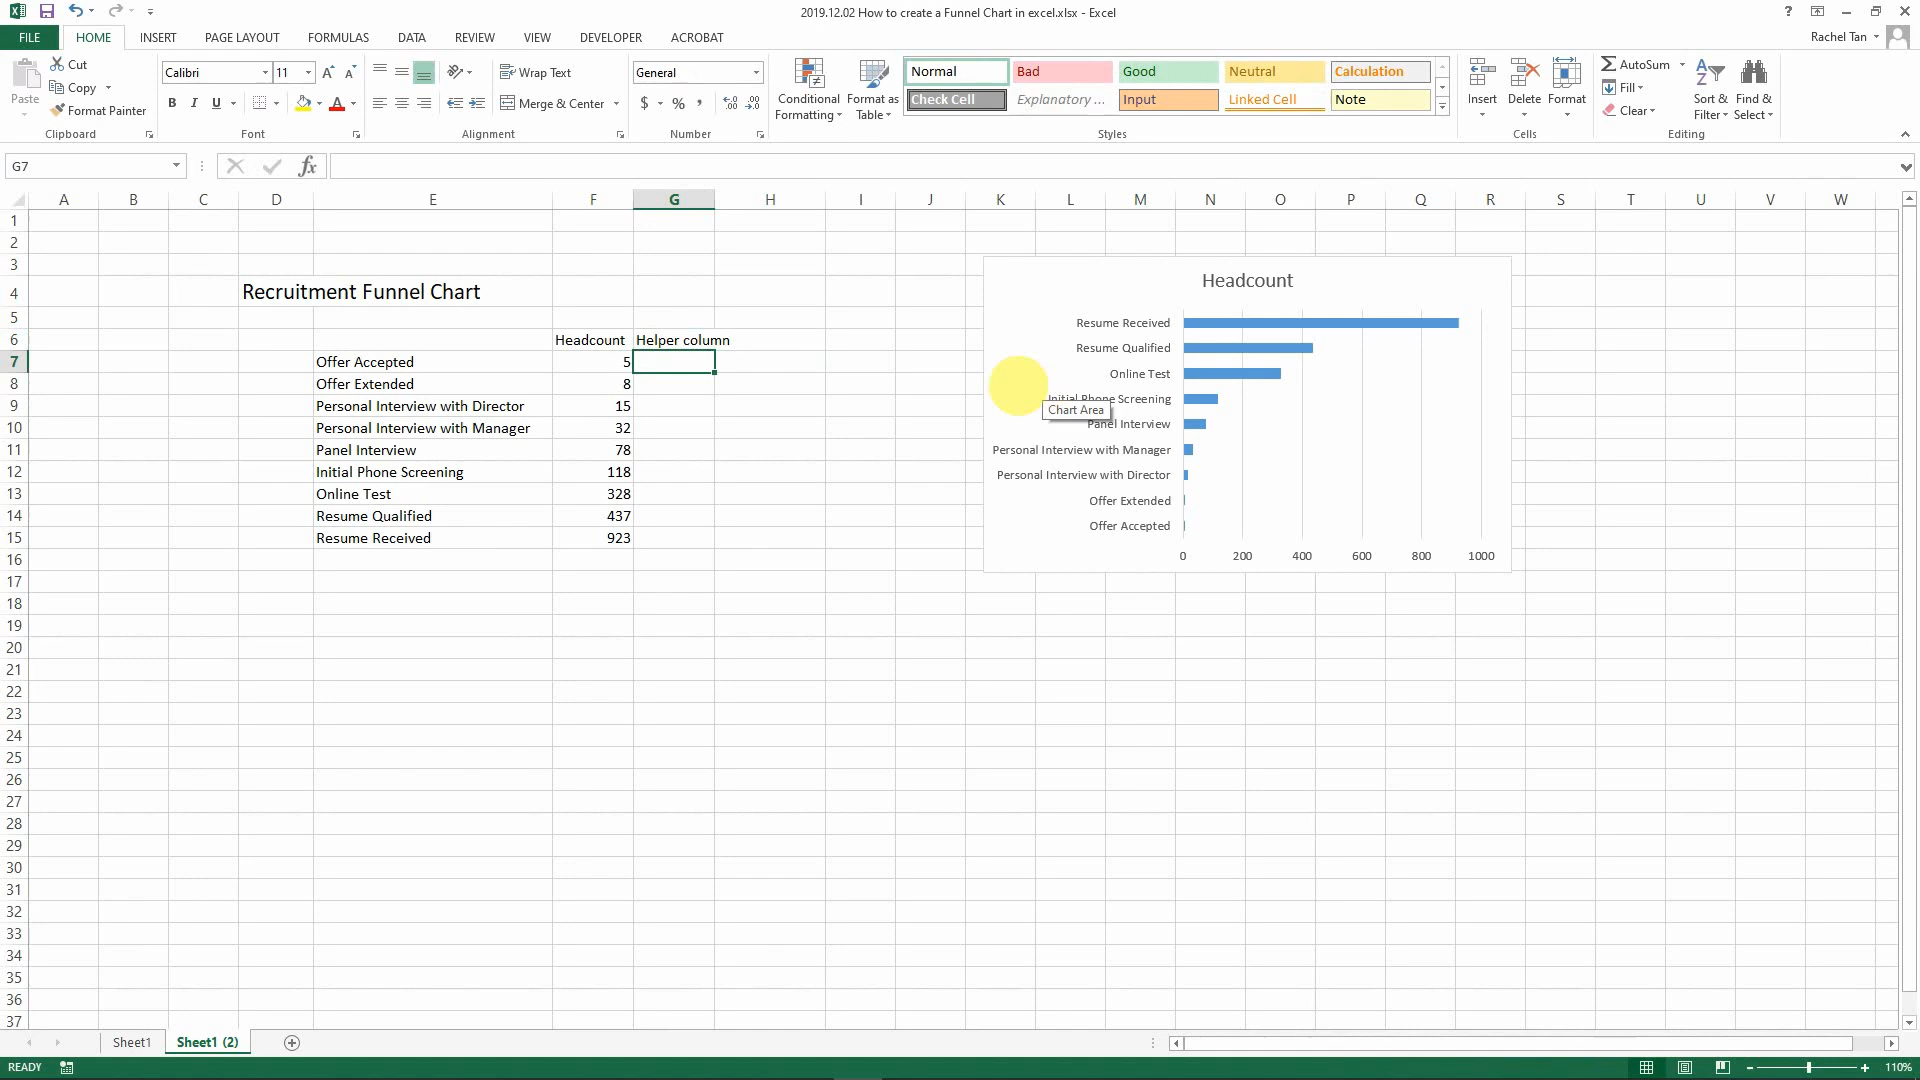 2019.12.02 How to create a Funnel Chart in excel.xlsx - Excel
?
FILE HOME INSERT PAGE LAYOUT FORMULAS DATA REVIEW VIEW DEVELOPER ACROBAT
Rachel Tan
Paste
Cut
Copy
Format Painter
Clipboard
Calibri 11
B I U
Font
Wrap Text
Merge & Center
Alignment
General
$ % ,
Number
Conditional
Formatting
Format as
Table
Normal Bad Good Neutral Calculation
Check Cell Explanatory ... Input Linked Cell Note
Styles
Insert Delete Format
Cells
AutoSum
Fill
Clear
Sort &
Filter
Find &
Select
Editing
G7
fx
A B C D E F G H I J K L M N O P Q R S T U V W
1
2
3
4 Recruitment Funnel Chart
5
6 Headcount Helper column
7 Offer Accepted 5
8 Offer Extended 8
9 Personal Interview with Director 15
10 Personal Interview with Manager 32
11 Panel Interview 78
12 Initial Phone Screening 118
13 Online Test 328
14 Resume Qualified 437
15 Resume Received 923
16
17
18
19
20
21
22
23
24
25
26
27
28
29
30
31
32
33
34
35
36
37
Headcount
Resume Received
Resume Qualified
Online Test
Initial Phone Screening
Chart Area
Panel Interview
Personal Interview with Manager
Personal Interview with Director
Offer Extended
Offer Accepted
0 200 400 600 800 1000
Sheet1 Sheet1 (2)
READY
110%